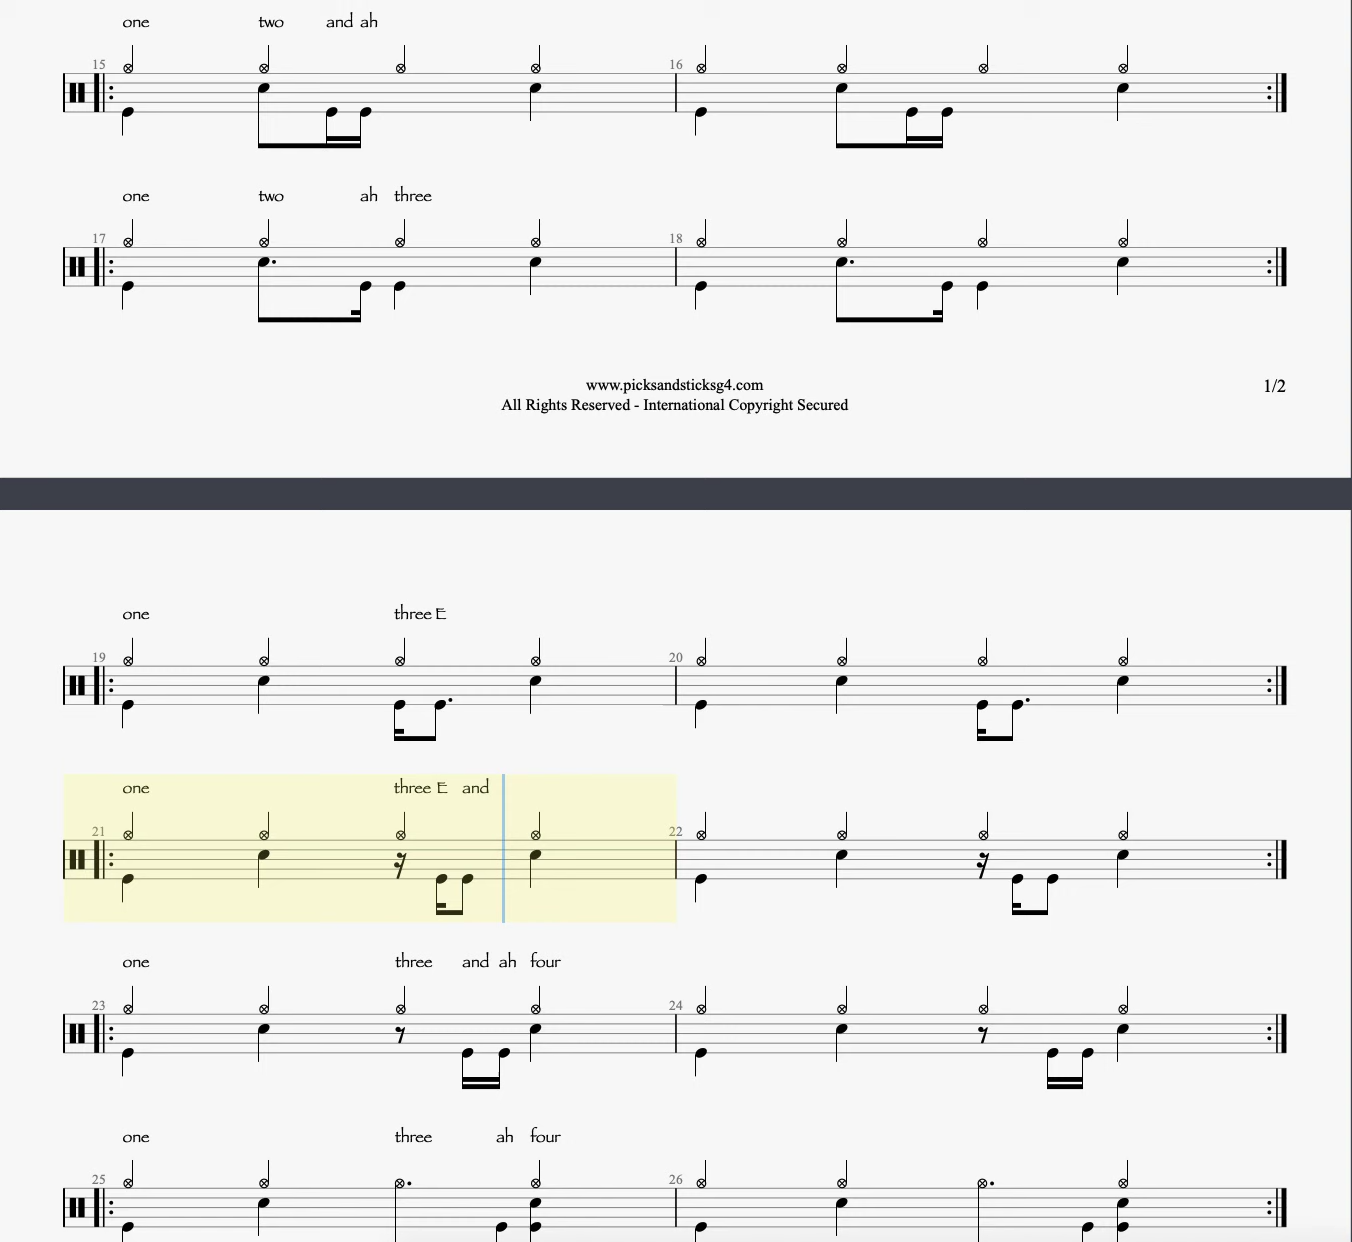 one two and ah
15 16
one two ah three
17 18
www.picksandsticksg4.com
1/2
All Rights Reserved - International Copyright Secured
one three E
19 20
one three E and
21 22
one three and ah four
23 24
one three ah four
25 26